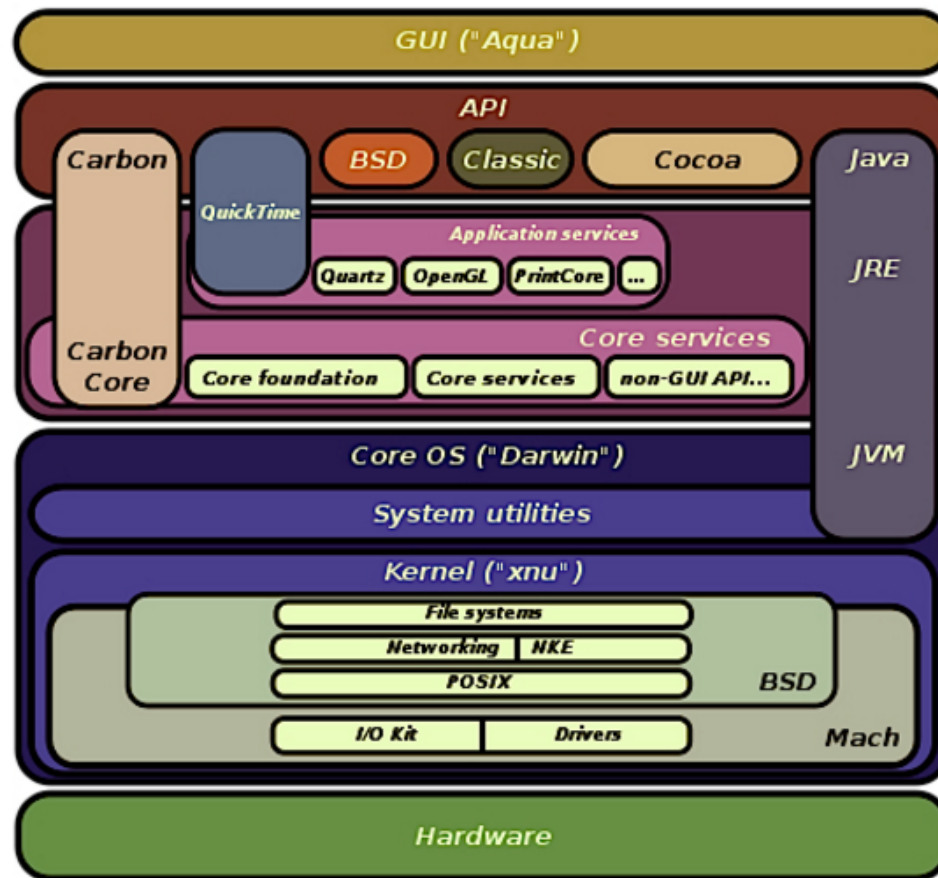 GUI ("Aqua")
API
Carbon
QuickTime
BSD
Classic
Cocoa
Java
Application services
Quartz
OpenGL
PrintCore
...
JRE
Core services
Carbon
Core
Core foundation
Core services
non-GUI API...
Core OS ("Darwin")
JVM
System utilities
Kernel ("xnu")
File systems
Networking
NKE
POSIX
BSD
I/O Kit
Drivers
Mach
Hardware